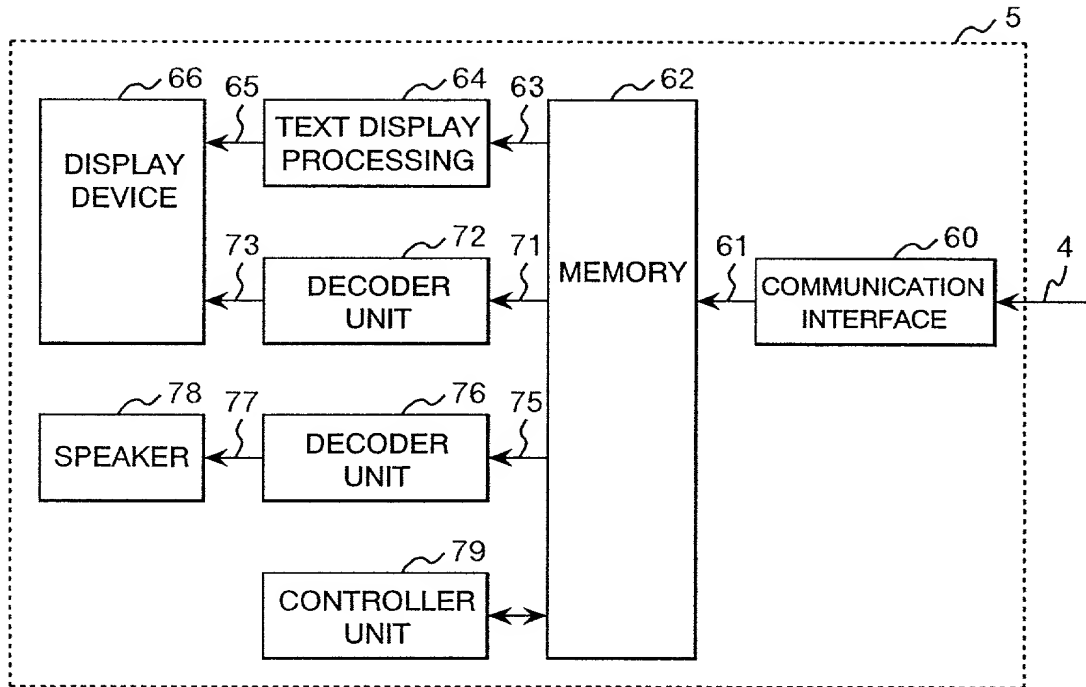 5
66
65
64
63
62
DISPLAY
DEVICE
TEXT DISPLAY
PROCESSING
73
72
71
61
60
4
DECODER
UNIT
MEMORY
COMMUNICATION
INTERFACE
78
77
76
75
SPEAKER
DECODER
UNIT
79
CONTROLLER
UNIT